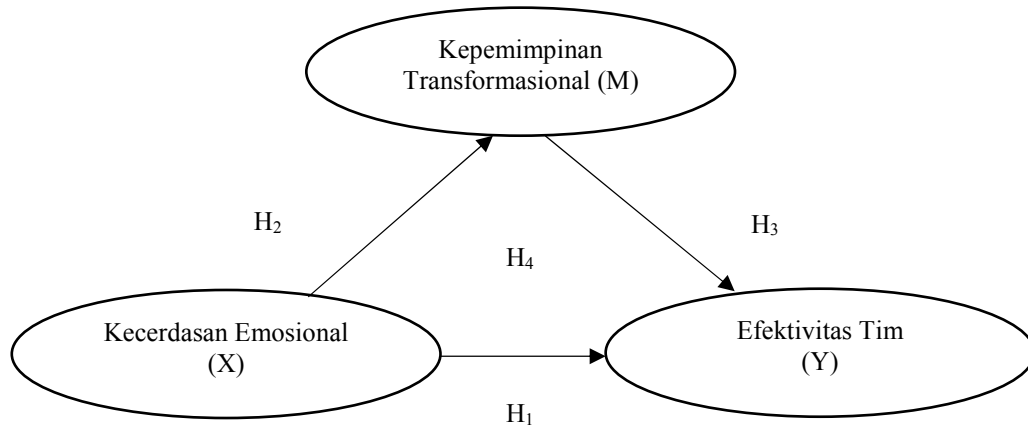 Kepemimpinan
Transformasional (M)
H₂
H₃
H₄
Kecerdasan Emosional
(X)
Efektivitas Tim
(Y)
H₁